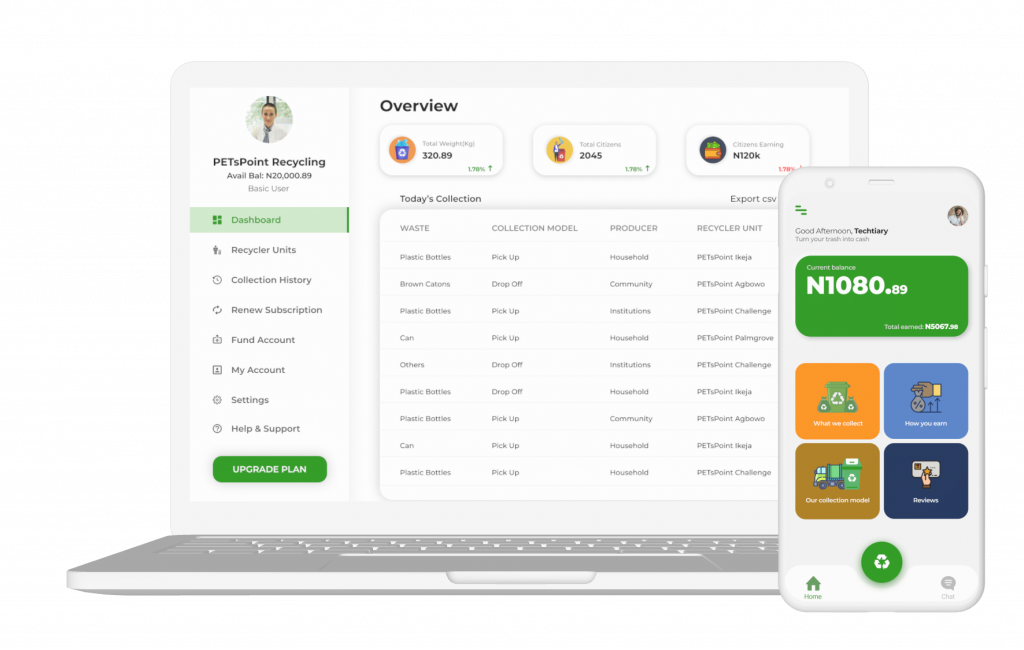 PETsPoint Recycling
Avail Bal: N20,000.89
Basic User
Dashboard
Recycler Units
Collection History
Renew Subscription
Fund Account
My Account
Settings
Help & Support
UPGRADE PLAN
Overview
Total Weight(Kg)
320.89
1.78% ↑
Total Citizens
2045
1.78% ↑
Citizens Earning
N120k
1.78%
Today's Collection Export csv
WASTE COLLECTION MODEL PRODUCER RECYCLER UNIT
Plastic Bottles Pick Up Household PETsPoint Ikeja
Brown Catons Drop Off Community PETsPoint Agbowo
Plastic Bottles Pick Up Institutions PETsPoint Challenge
Can Pick Up Household PETsPoint Palmgrove
Others Drop Off Institutions PETsPoint Challenge
Plastic Bottles Drop Off Household PETsPoint Ikeja
Plastic Bottles Pick Up Community PETsPoint Agbowo
Can Pick Up Household PETsPoint Ikeja
Plastic Bottles Pick Up Household PETsPoint Challenge
Good Afternoon, Techtiary
Turn your trash into cash
Current balance
N1080.89
Total earned: N5067.98
What we collect
How you earn
Our collection model
Reviews
Home
Chat